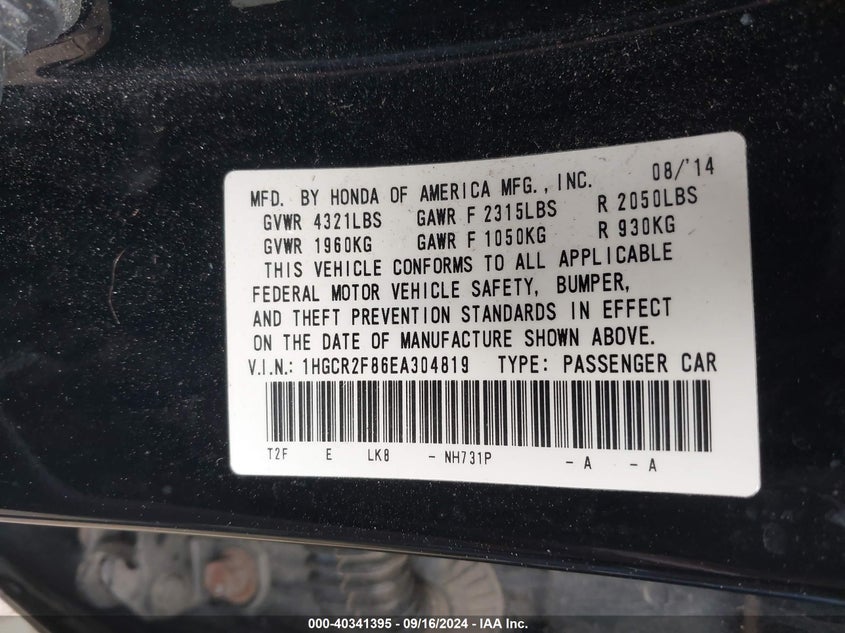 MFD. BY HONDA OF AMERICA MFG., INC. 08/'14
GVWR 4321LBS GAWR F 2315LBS R 2050LBS
GVWR 1960KG GAWR F 1050KG R 930KG
THIS VEHICLE CONFORMS TO ALL APPLICABLE
FEDERAL MOTOR VEHICLE SAFETY, BUMPER,
AND THEFT PREVENTION STANDARDS IN EFFECT
ON THE DATE OF MANUFACTURE SHOWN ABOVE.
V.I.N.: 1HGCR2F86EA304819 TYPE: PASSENGER CAR
T2F E LK8 - NH731P - A - A
000-40341395 - 09/16/2024 - © IAA Inc.